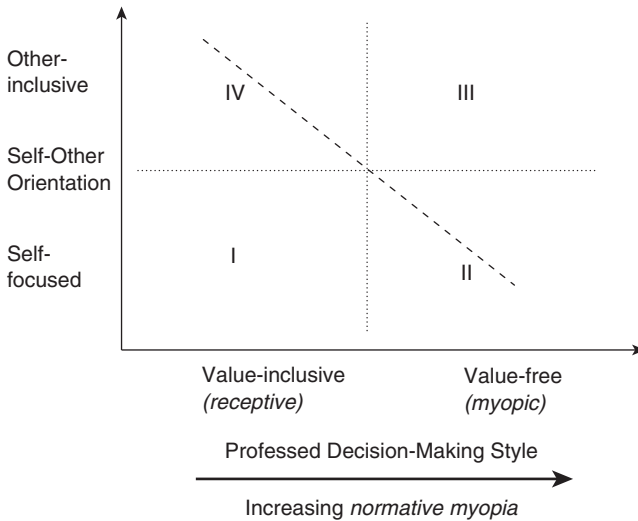 Other-
inclusive
IV
III
Self-Other
Orientation
Self-
focused
I
II
Value-inclusive
(receptive)
Value-free
(myopic)
Professed Decision-Making Style
Increasing normative myopia